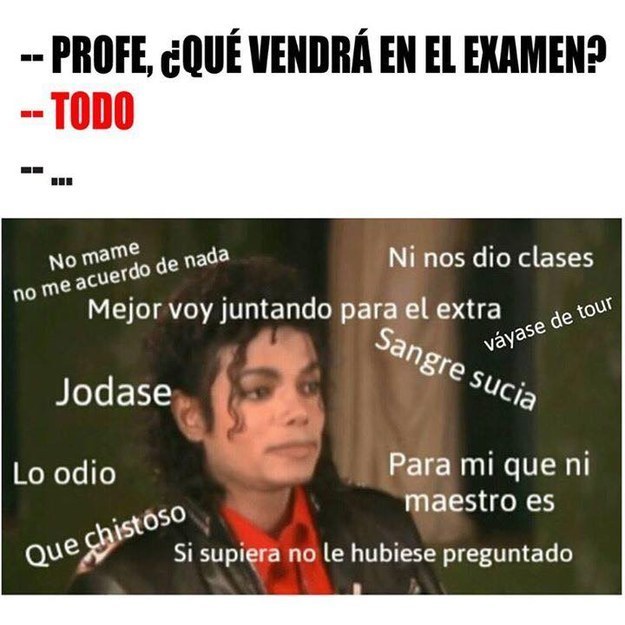 -- PROFE, ¿QUÉ VENDRÁ EN EL EXAMEN?
-- TODO
-- ...
No mame
no me acuerdo de nada
Ni nos dio clases
Mejor voy juntando para el extra
váyase de tour
Sangre sucia
Jodase
Lo odio
Para mi que ni
maestro es
Que chistoso
Si supiera no le hubiese preguntado